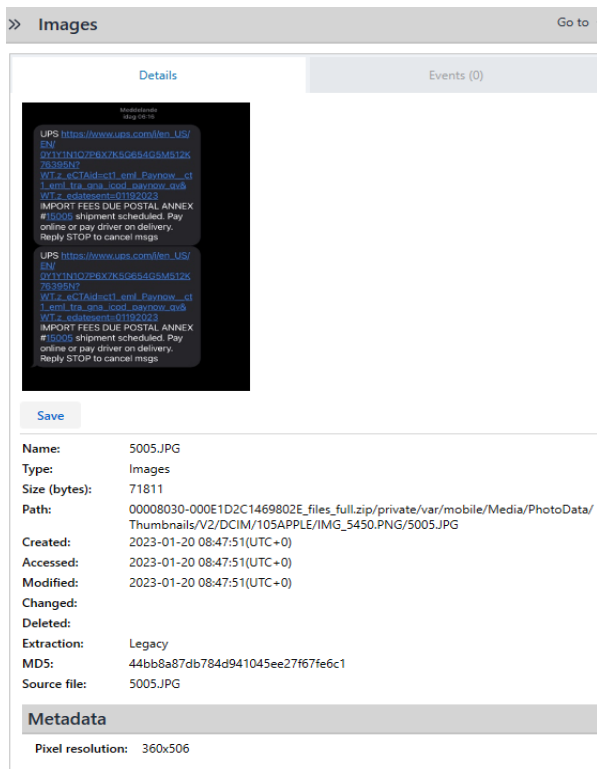 Images
Go to
Details
Events (0)
Meddelande
idag 06:16
UPS https://www.ups.com/l/en_US/
EN/
0Y1Y1N1O7P6X7K5G654G5M512K
76395N?
WT.z_eCTAid=ct1_eml_Paynow__ct
1_eml_tra_gna_icod_paynow_gv&
WT.z_edatesent=01192023
IMPORT FEES DUE POSTAL ANNEX
#15005 shipment scheduled. Pay
online or pay driver on delivery.
Reply STOP to cancel msgs
UPS https://www.ups.com/l/en_US/
EN/
0Y1Y1N1O7P6X7K5G654G5M512K
76395N?
WT.z_eCTAid=ct1_eml_Paynow__ct
1_eml_tra_gna_icod_paynow_gv&
WT.z_edatesent=01192023
IMPORT FEES DUE POSTAL ANNEX
#15005 shipment scheduled. Pay
online or pay driver on delivery.
Reply STOP to cancel msgs
Save
Name: 5005.JPG
Type: Images
Size (bytes): 71811
Path: 00008030-000E1D2C1469802E_files_full.zip/private/var/mobile/Media/PhotoData/
Thumbnails/V2/DCIM/105APPLE/IMG_5450.PNG/5005.JPG
Created: 2023-01-20 08:47:51(UTC+0)
Accessed: 2023-01-20 08:47:51(UTC+0)
Modified: 2023-01-20 08:47:51(UTC+0)
Changed:
Deleted:
Extraction: Legacy
MD5: 44bb8a87db784d941045ee27f67fe6c1
Source file: 5005.JPG
Metadata
Pixel resolution: 360x506